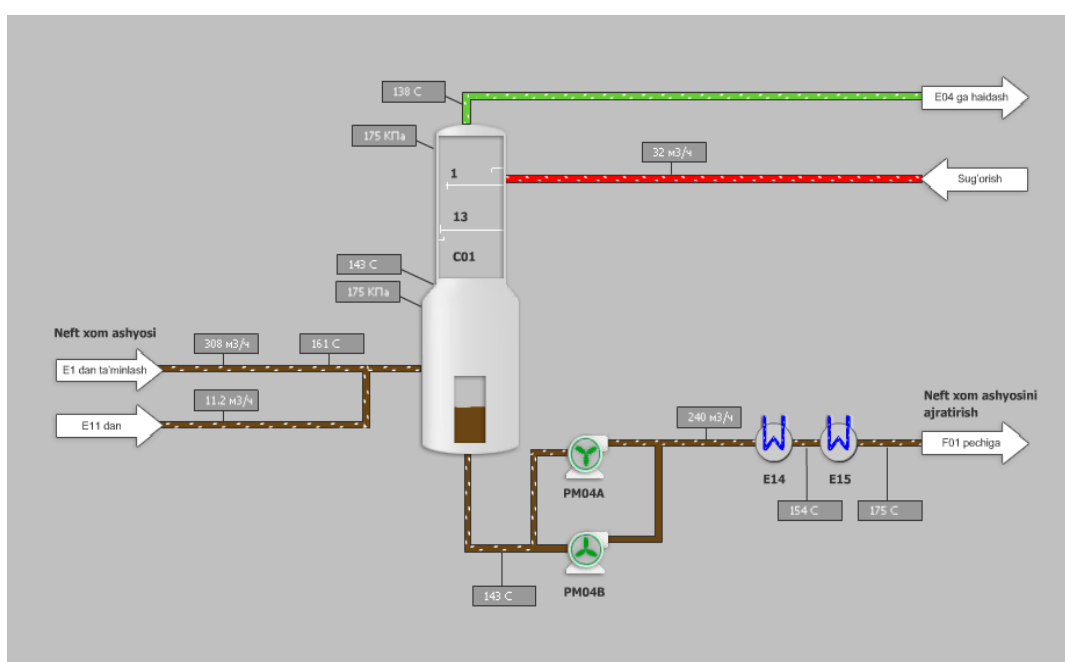 138 C
E04 ga haidash
175 КПа
32 м3/ч
1
Sug'orish
13
C01
143 C
175 КПа
Neft xom ashyosi
308 м3/ч
161 C
E1 dan ta'minlash
11.2 м3/ч
E11 dan
Neft xom ashyosini
ajratirish
240 м3/ч
F01 pechiga
E14
E15
PM04A
154 C
175 C
143 C
PM04B